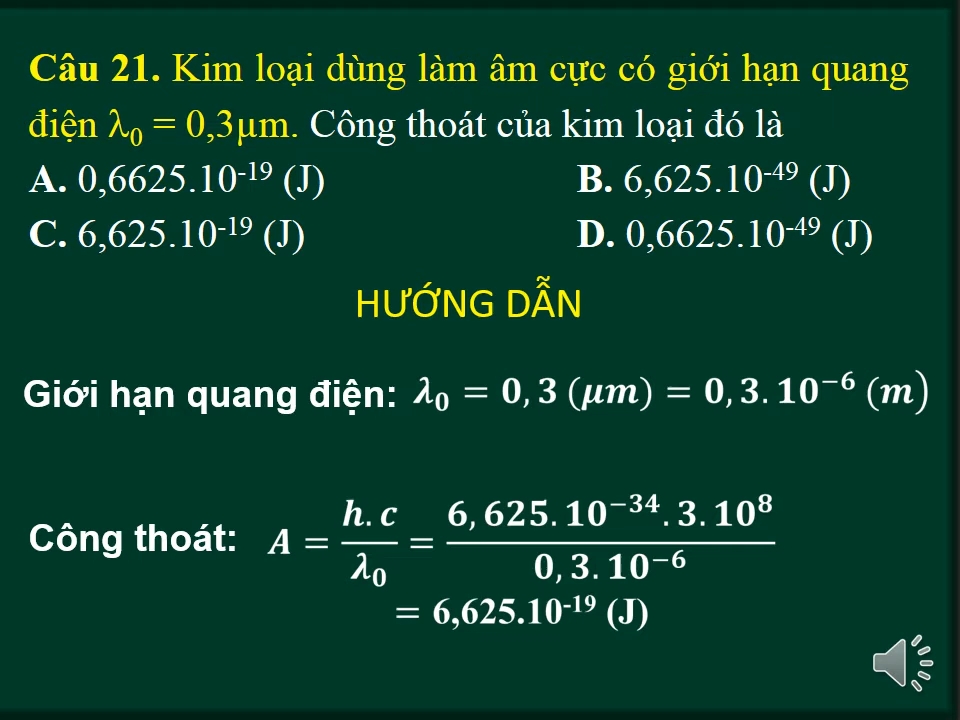 Câu 21. Kim loại dùng làm âm cực có giới hạn quang
điện λ₀ = 0,3µm. Công thoát của kim loại đó là
A. 0,6625.10⁻¹⁹ (J) B. 6,625.10⁻⁴⁹ (J)
C. 6,625.10⁻¹⁹ (J) D. 0,6625.10⁻⁴⁹ (J)
HƯỚNG DẪN
Giới hạn quang điện: λ₀ = 0,3 (µm) = 0,3.10⁻⁶ (m)
Công thoát: A = h.c/λ₀ = 6,625.10⁻³⁴.3.10⁸/0,3.10⁻⁶
= 6,625.10⁻¹⁹ (J)